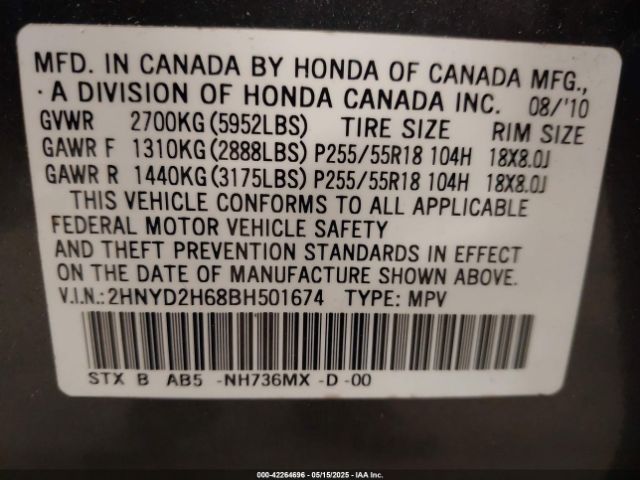 MFD. IN CANADA BY HONDA OF CANADA MFG.,
A DIVISION OF HONDA CANADA INC. 08/'10
GVWR 2700KG(5952LBS) TIRE SIZE RIM SIZE
GAWR F 1310KG(2888LBS) P255/55R18 104H 18X8.0J
GAWR R 1440KG(3175LBS) P255/55R18 104H 18X8.0J
THIS VEHICLE CONFORMS TO ALL APPLICABLE
FEDERAL MOTOR VEHICLE SAFETY
AND THEFT PREVENTION STANDARDS IN EFFECT
ON THE DATE OF MANUFACTURE SHOWN ABOVE.
V.I.N.:2HNYD2H68BH501674 TYPE: MPV
STX B AB5 -NH736MX -D -00
000-42264696 - 05/15/2025 - IAA Holdings, LLC.